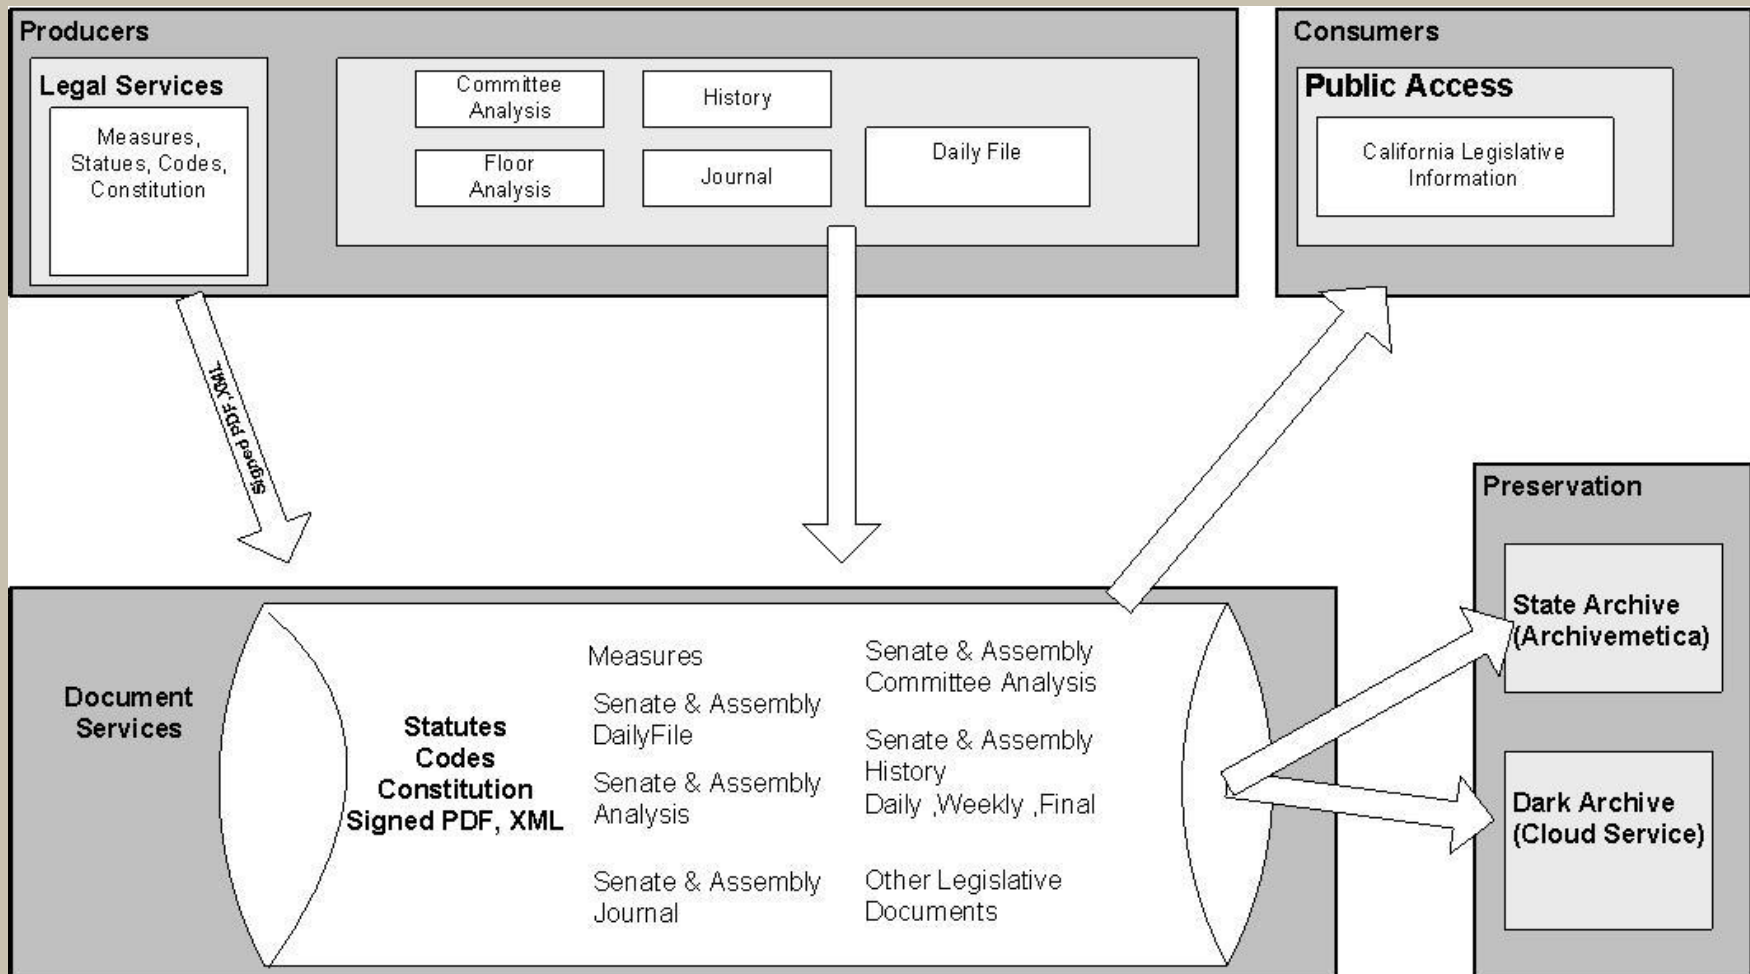 Producers
Legal Services
Measures,
Statues, Codes,
Constitution
Committee
Analysis
History
Floor
Analysis
Journal
Daily File
Consumers
Public Access
California Legislative
Information
Signed PDF,XML
Preservation
State Archive
(Archivemetica)
Dark Archive
(Cloud Service)
Document
Services
Statutes
Codes
Constitution
Signed PDF, XML
Measures
Senate & Assembly
DailyFile
Senate & Assembly
Analysis
Senate & Assembly
Journal
Senate & Assembly
Committee Analysis
Senate & Assembly
History
Daily ,Weekly ,Final
Other Legislative
Documents